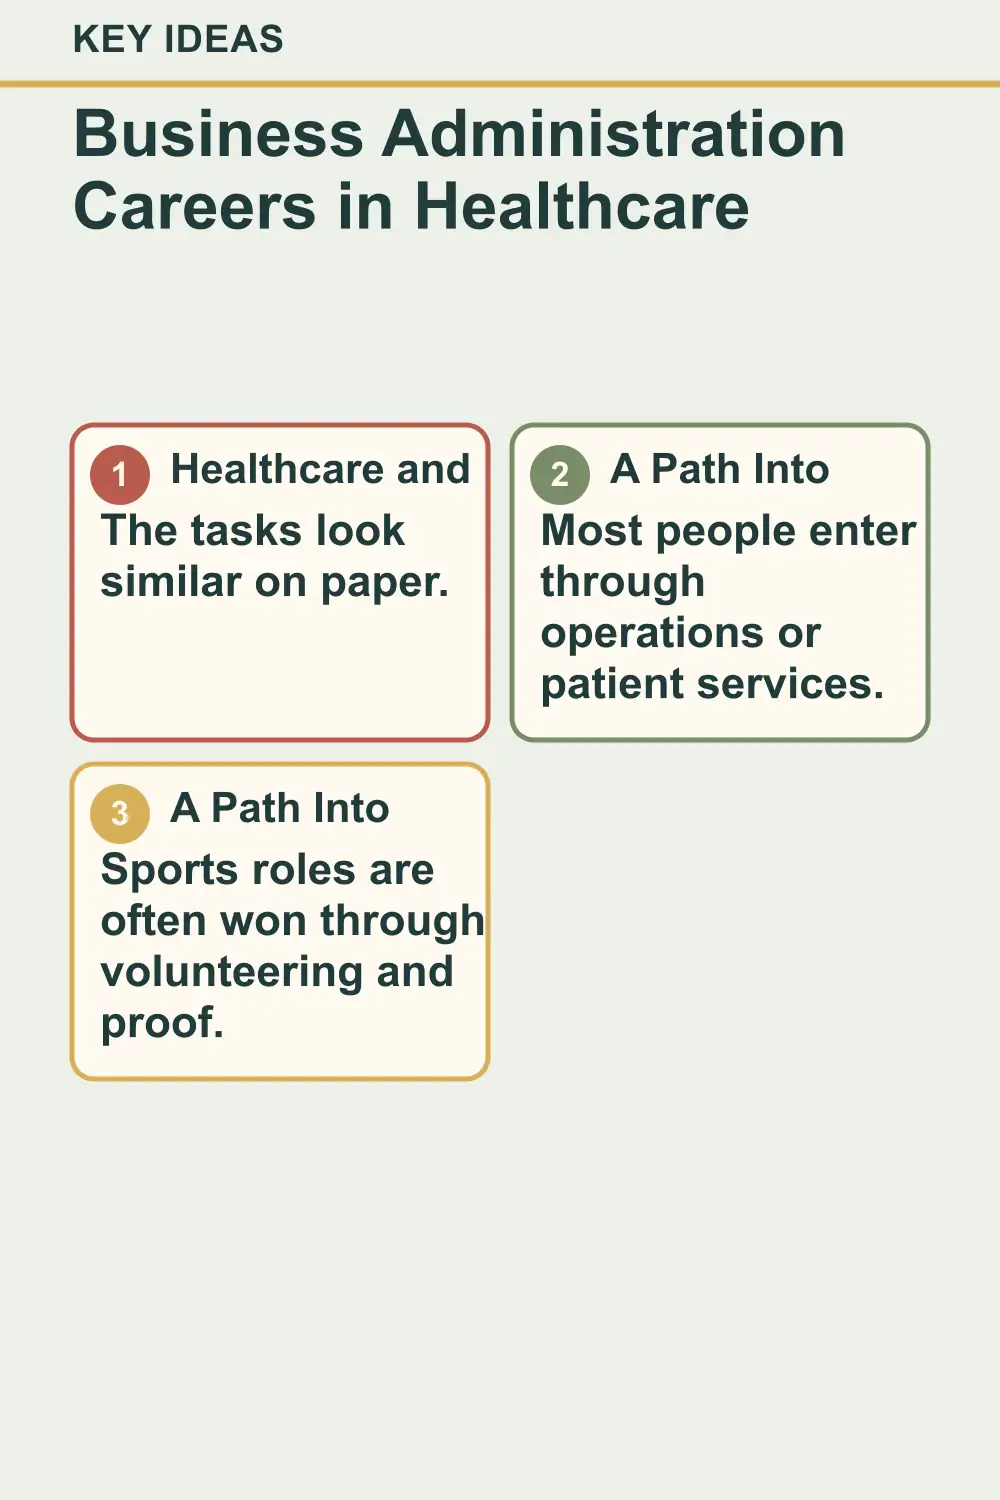 KEY IDEAS
Business Administration
Careers in Healthcare
1 Healthcare and
The tasks look
similar on paper.
2 A Path Into
Most people enter
through
operations or
patient services.
3 A Path Into
Sports roles are
often won through
volunteering and
proof.